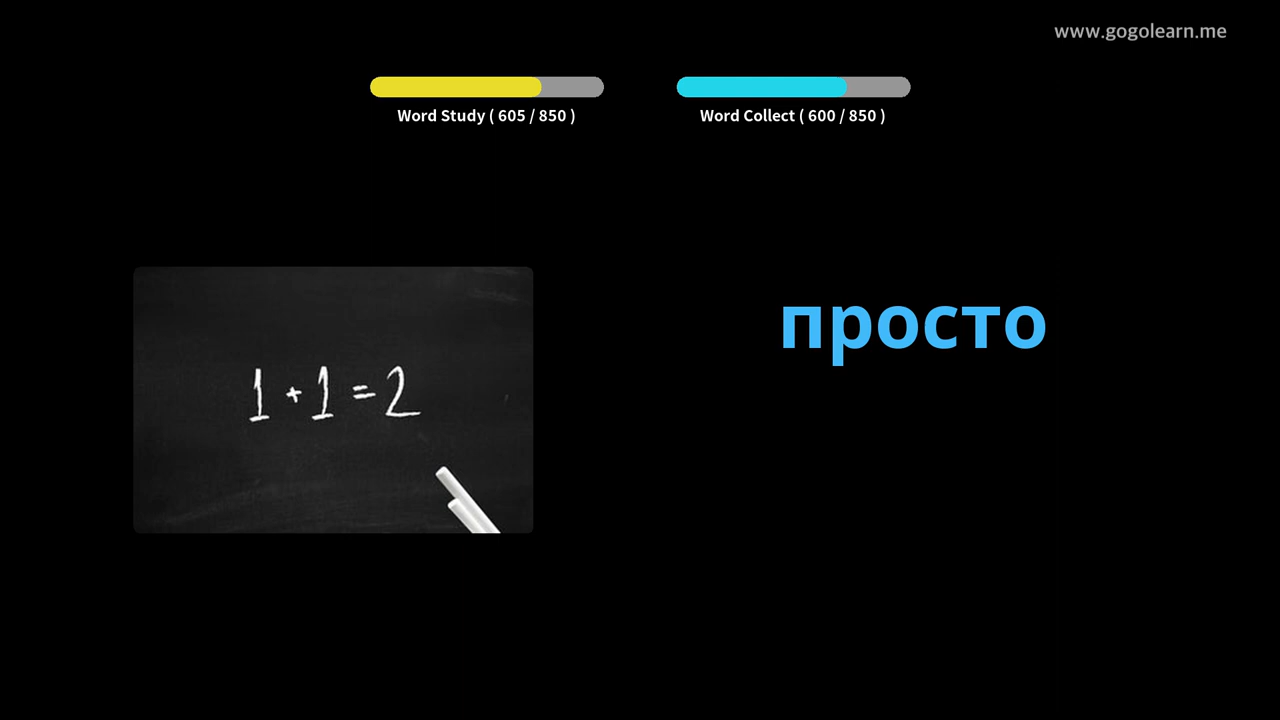 www.gogolearn.me
Word Study ( 605 / 850 )
Word Collect ( 600 / 850 )
просто
1 + 1 = 2